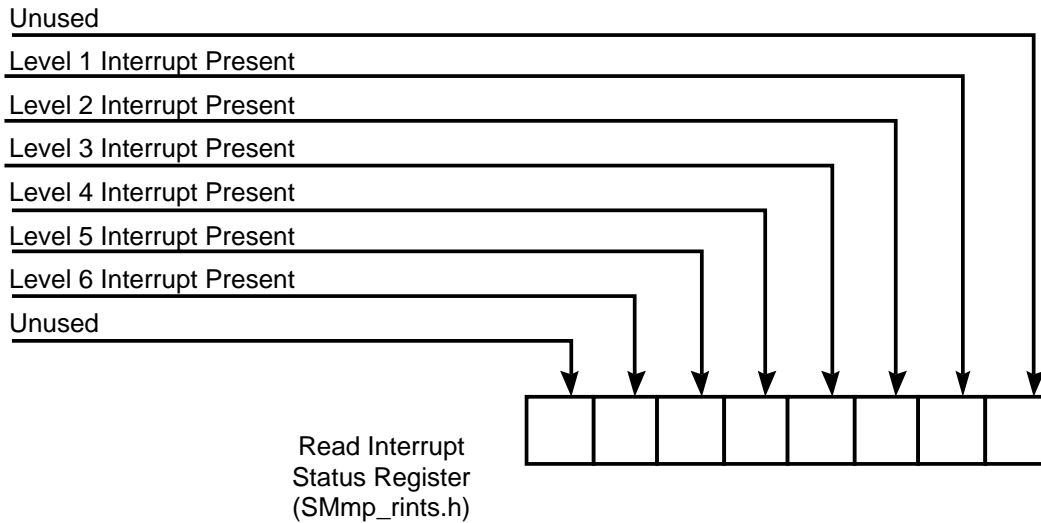 Unused
Level 1 Interrupt Present
Level 2 Interrupt Present
Level 3 Interrupt Present
Level 4 Interrupt Present
Level 5 Interrupt Present
Level 6 Interrupt Present
Unused
Read Interrupt
Status Register
(SMmp_rints.h)